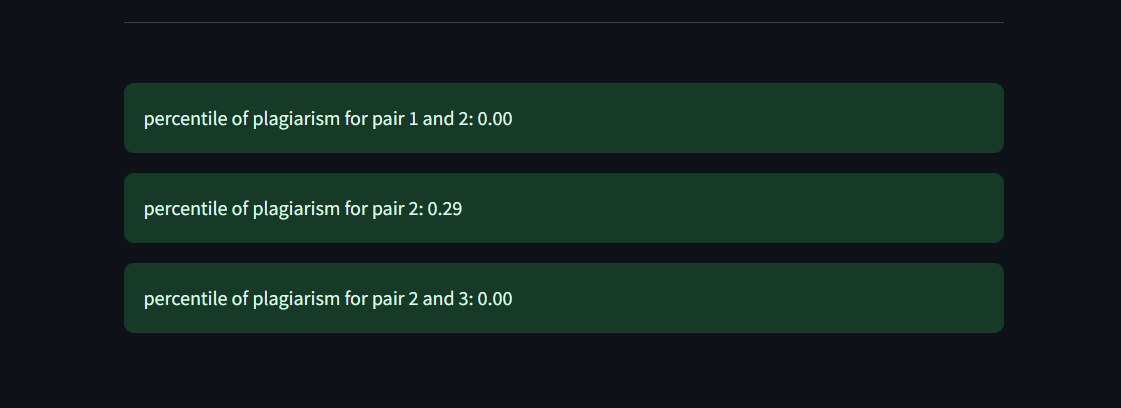 percentile of plagiarism for pair 1 and 2: 0.00
percentile of plagiarism for pair 2: 0.29
percentile of plagiarism for pair 2 and 3: 0.00